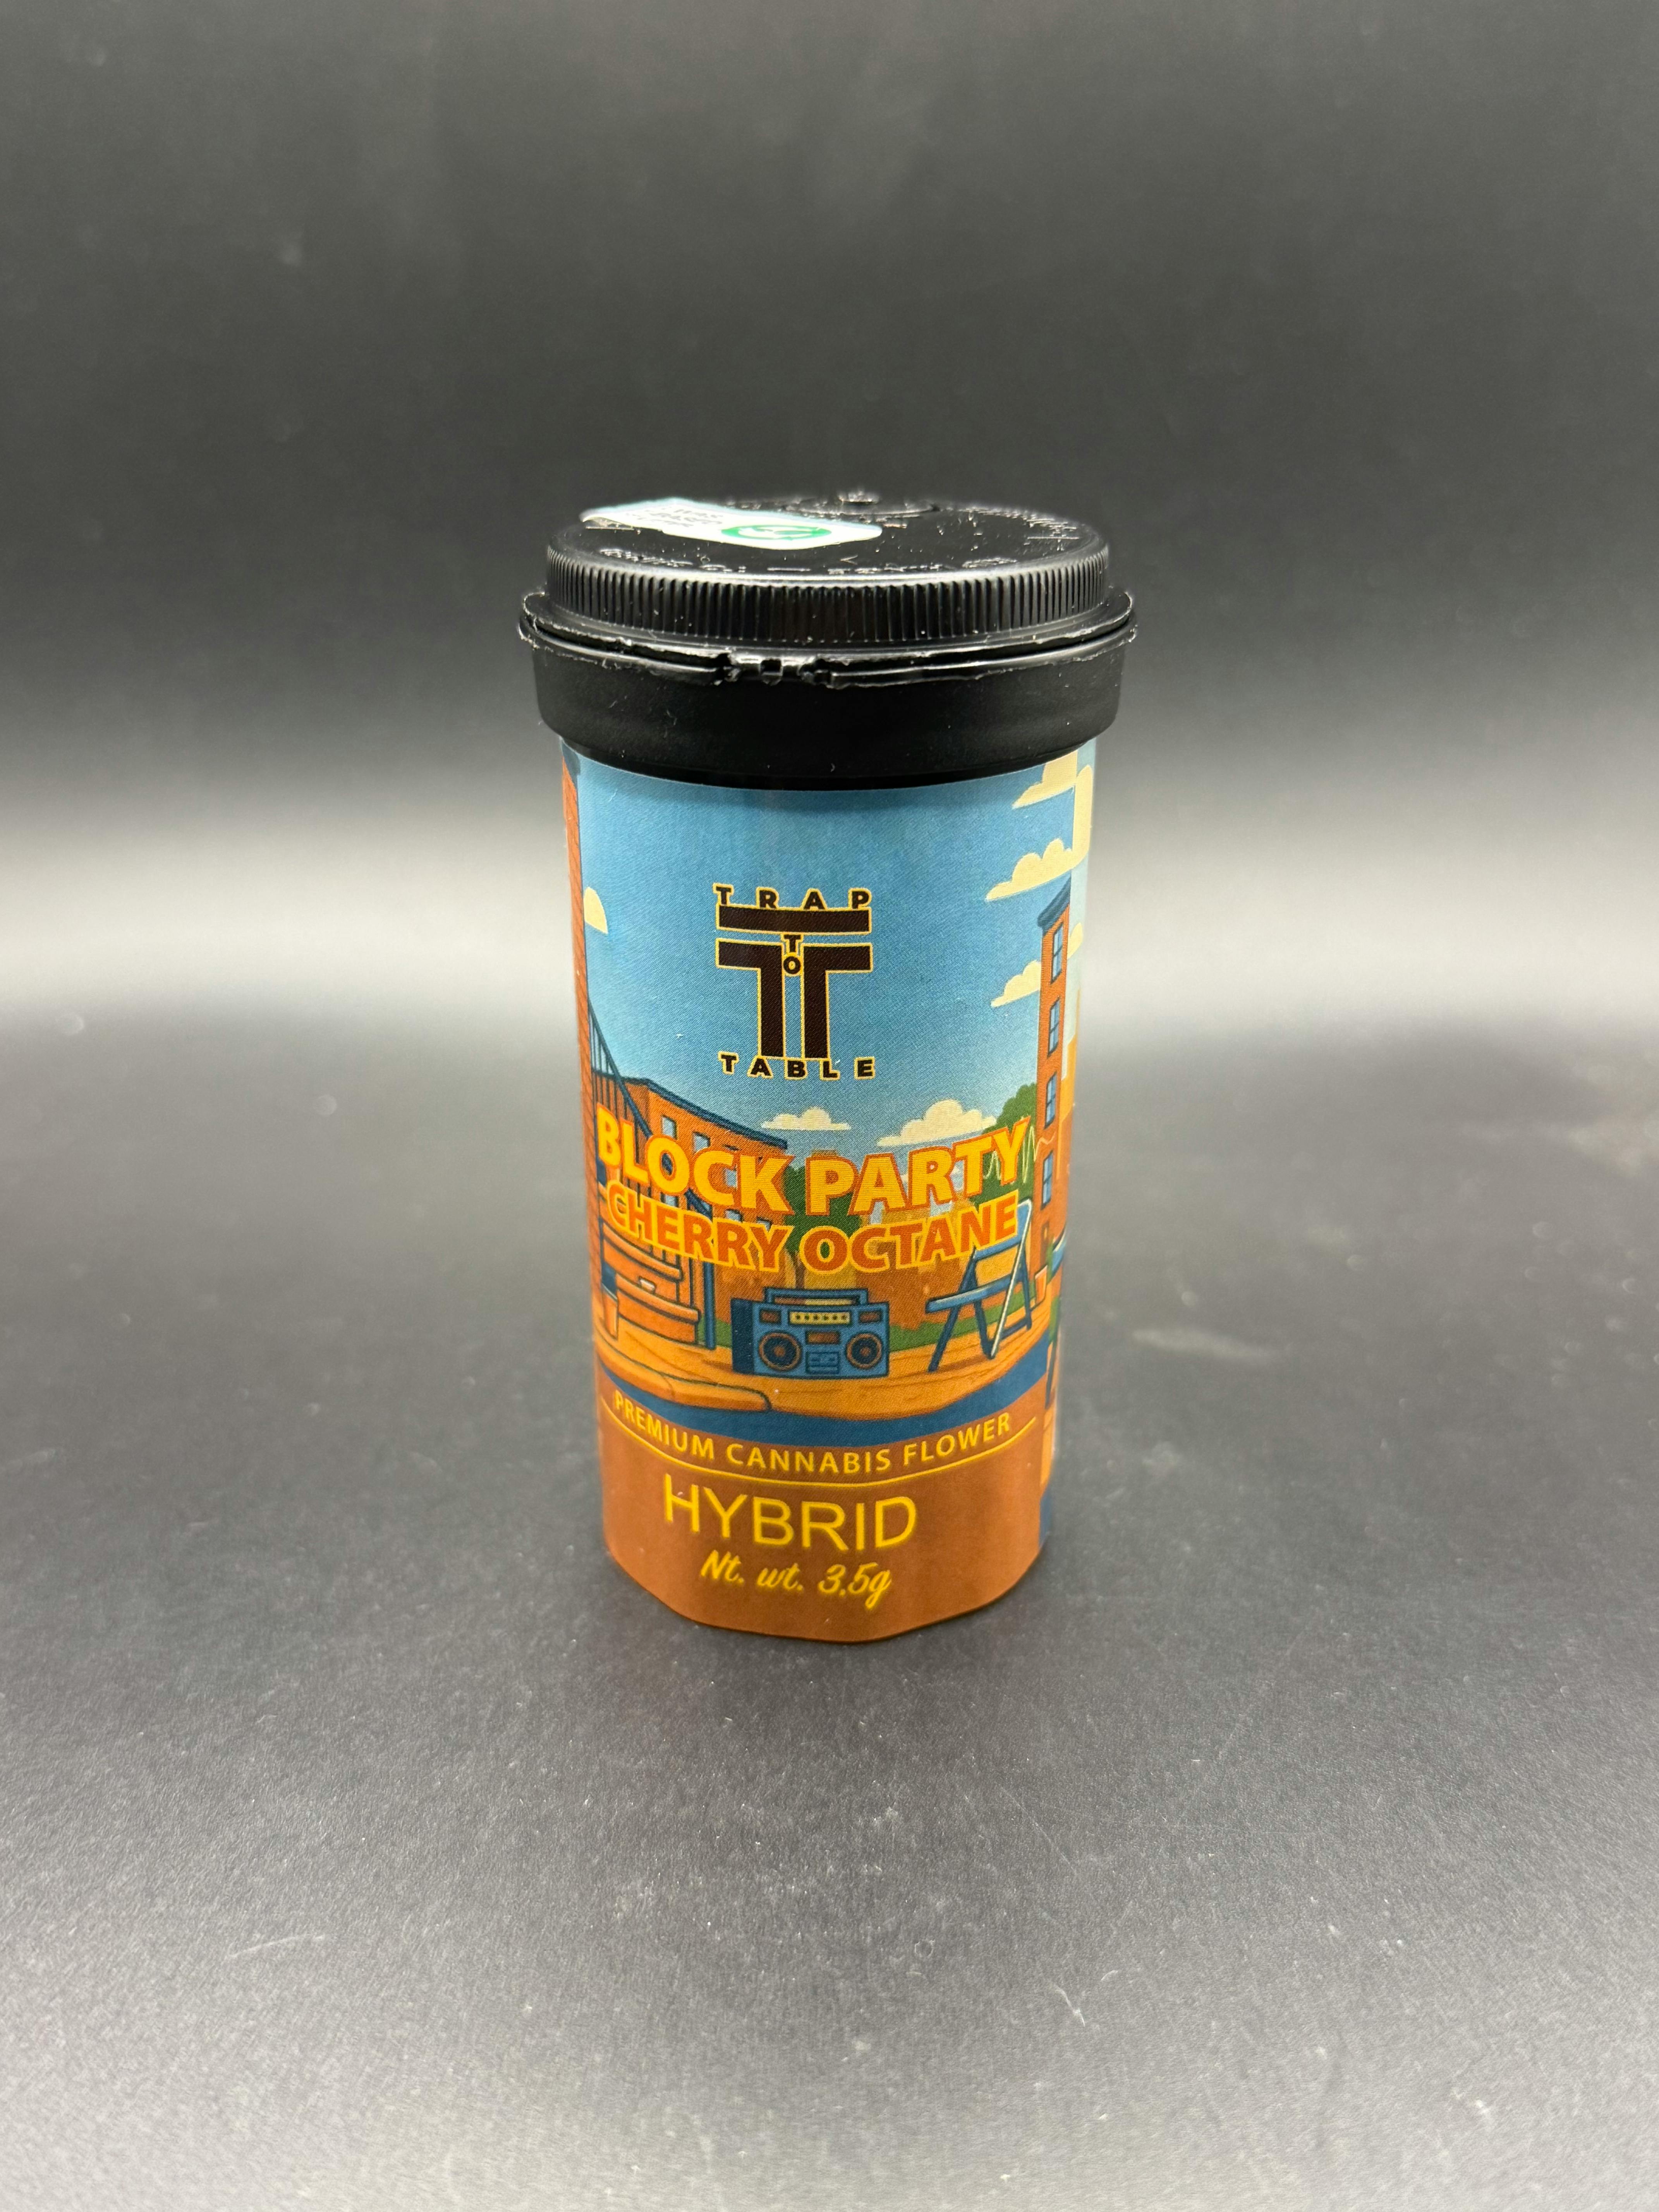 TRAP
TO
TABLE
BLOCK PARTY
CHERRY OCTANE
PREMIUM CANNABIS FLOWER
HYBRID
Nt. wt. 3.5g